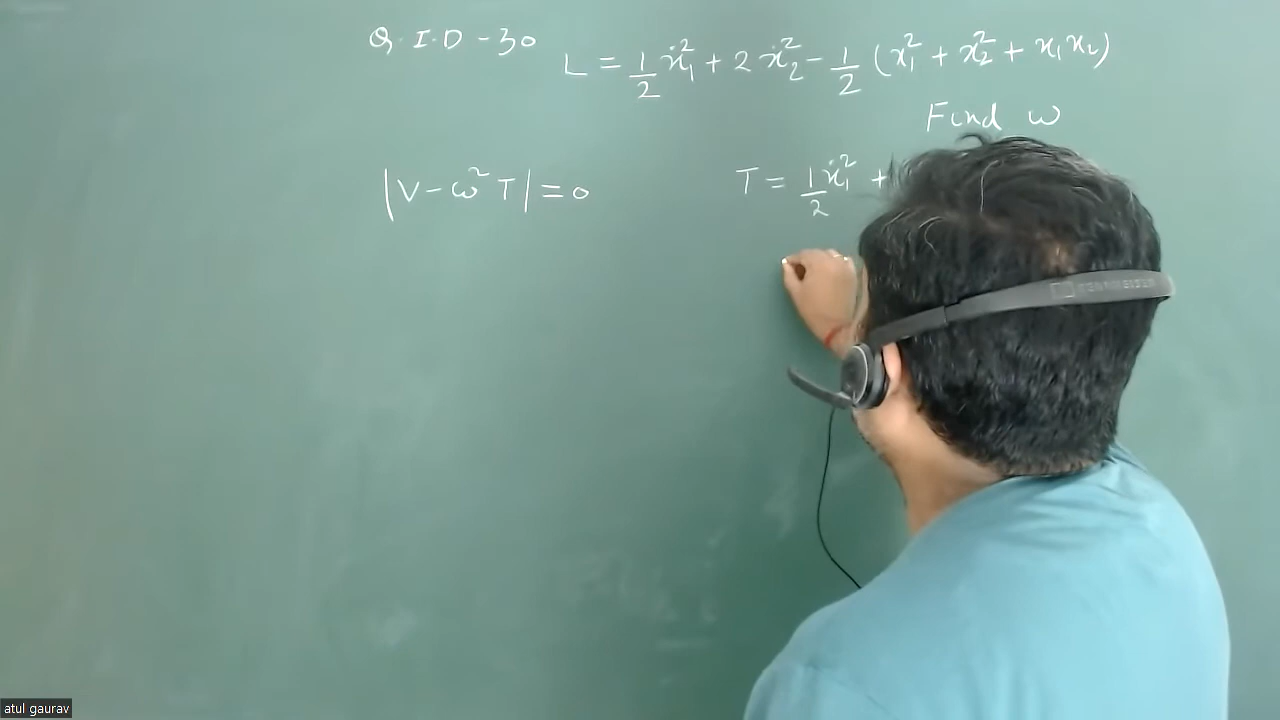 Q.I.D-30
L = 1/2 ẋ₁² + 2 ẋ₂² - 1/2 (x₁² + x₂² + x₁x₂)
Find ω
|V - ω² T| = 0
T = 1/2 ẋ₁² +
atul gaurav